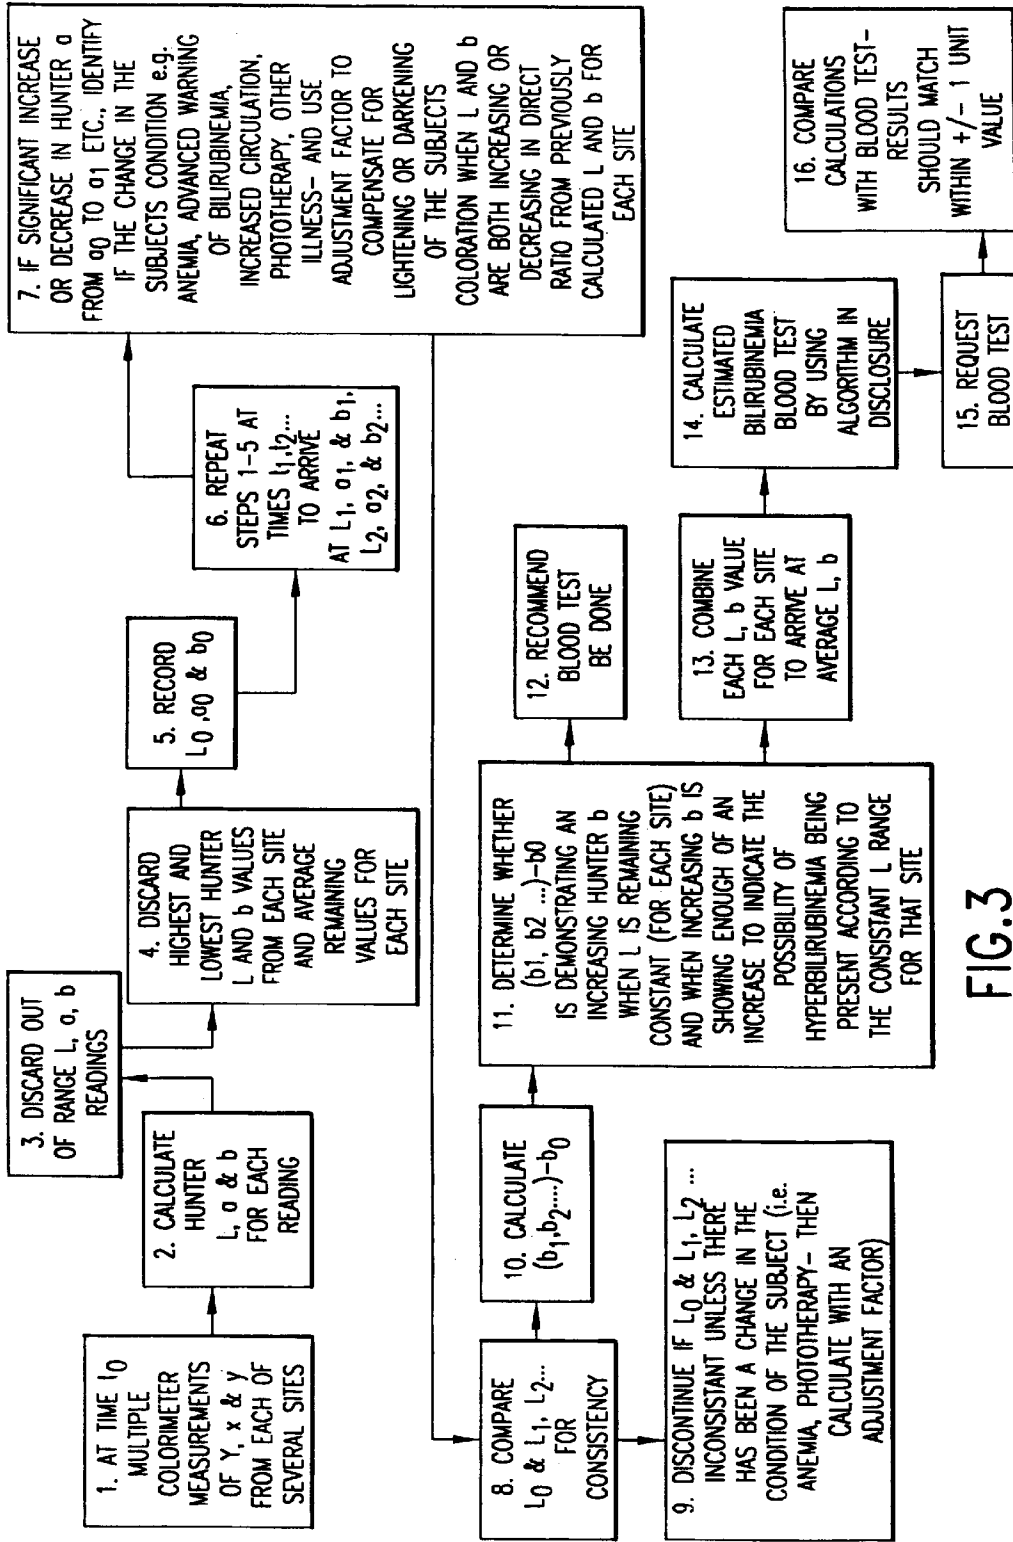 1. AT TIME t0
MULTIPLE
COLORIMETER
MEASUREMENTS
OF Y, x & y
FROM EACH OF
SEVERAL SITES
2. CALCULATE
HUNTER
L, a & b
FOR EACH
READING
3. DISCARD OUT
OF RANGE L, a, b
READINGS
4. DISCARD
HIGHEST AND
LOWEST HUNTER
L AND b VALUES
FROM EACH SITE
AND AVERAGE
REMAINING
VALUES FOR
EACH SITE
5. RECORD
L0 ,a0 & b0
6. REPEAT
STEPS 1-5 AT
TIMES t1,t2...
TO ARRIVE
AT L1, a1, & b1,
L2, a2, & b2...
7. IF SIGNIFICANT INCREASE
OR DECREASE IN HUNTER a
FROM a0 TO a1 ETC., IDENTIFY
IF THE CHANGE IN THE
SUBJECTS CONDITION e.g.
ANEMIA, ADVANCED WARNING
OF BILIRUBINEMIA,
INCREASED CIRCULATION,
PHOTOTHERAPY, OTHER
ILLNESS- AND USE
ADJUSTMENT FACTOR TO
COMPENSATE FOR
LIGHTENING OR DARKENING
OF THE SUBJECTS
COLORATION WHEN L AND b
ARE BOTH INCREASING OR
DECREASING IN DIRECT
RATIO FROM PREVIOUSLY
CALCULATED L AND b FOR
EACH SITE
8. COMPARE
L0 & L1, L2...
FOR
CONSISTENCY
9. DISCONTINUE IF L0 & L1, L2 ...
INCONSISTANT UNLESS THERE
HAS BEEN A CHANGE IN THE
CONDITION OF THE SUBJECT (i.e.
ANEMIA, PHOTOTHERAPY- THEN
CALCULATE WITH AN
ADJUSTMENT FACTOR)
10. CALCULATE
(b1,b2....)-b0
11. DETERMINE WHETHER
(b1, b2 ...)-b0
IS DEMONSTRATING AN
INCREASING HUNTER b
WHEN L IS REMAINING
CONSTANT (FOR EACH SITE)
AND WHEN INCREASING b IS
SHOWING ENOUGH OF AN
INCREASE TO INDICATE THE
POSSIBILITY OF
HYPERBILIRUBINEMIA BEING
PRESENT ACCORDING TO
THE CONSISTANT L RANGE
FOR THAT SITE
12. RECOMMEND
BLOOD TEST
BE DONE
13. COMBINE
EACH L, b VALUE
FOR EACH SITE
TO ARRIVE AT
AVERAGE L, b
14. CALCULATE
ESTIMATED
BILIRUBINEMIA
BLOOD TEST
BY USING
ALGORITHM IN
DISCLOSURE
15. REQUEST
BLOOD TEST
16. COMPARE
CALCULATIONS
WITH BLOOD TEST-
RESULTS
SHOULD MATCH
WITHIN +/- 1 UNIT
VALUE
FIG.3